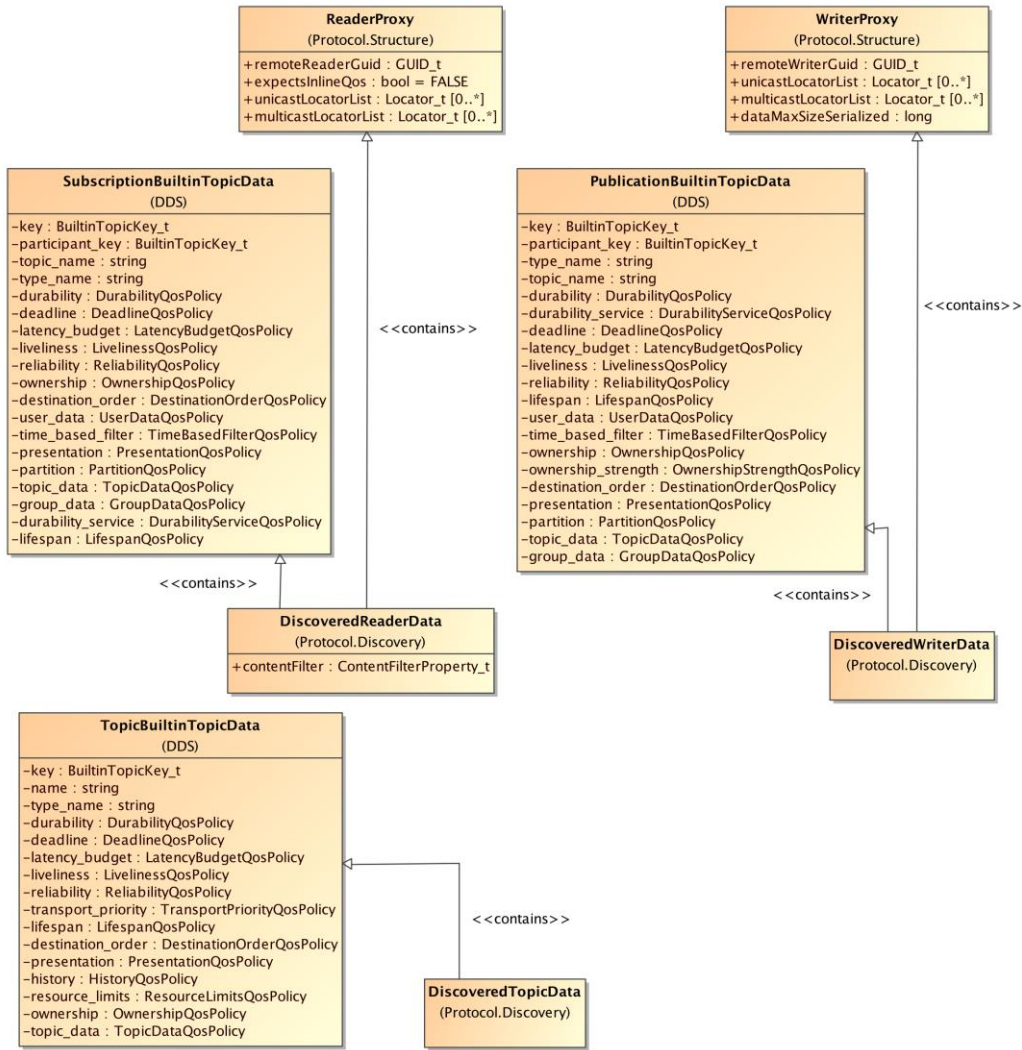 ReaderProxy
(Protocol.Structure)
+remoteReaderGuid : GUID_t
+expectsInlineQos : bool = FALSE
+unicastLocatorList : Locator_t [0..*]
+multicastLocatorList : Locator_t [0..*]
WriterProxy
(Protocol.Structure)
+remoteWriterGuid : GUID_t
+unicastLocatorList : Locator_t [0..*]
+multicastLocatorList : Locator_t [0..*]
+dataMaxSizeSerialized : long
SubscriptionBuiltinTopicData
(DDS)
-key : BuiltinTopicKey_t
-participant_key : BuiltinTopicKey_t
-topic_name : string
-type_name : string
-durability : DurabilityQosPolicy
-deadline : DeadlineQosPolicy
-latency_budget : LatencyBudgetQosPolicy
-liveliness : LivelinessQosPolicy
-reliability : ReliabilityQosPolicy
-ownership : OwnershipQosPolicy
-destination_order : DestinationOrderQosPolicy
-user_data : UserDataQosPolicy
-time_based_filter : TimeBasedFilterQosPolicy
-presentation : PresentationQosPolicy
-partition : PartitionQosPolicy
-topic_data : TopicDataQosPolicy
-group_data : GroupDataQosPolicy
-durability_service : DurabilityServiceQosPolicy
-lifespan : LifespanQosPolicy
<<contains>>
PublicationBuiltinTopicData
(DDS)
-key : BuiltinTopicKey_t
-participant_key : BuiltinTopicKey_t
-type_name : string
-topic_name : string
-durability : DurabilityQosPolicy
-durability_service : DurabilityServiceQosPolicy
-deadline : DeadlineQosPolicy
-latency_budget : LatencyBudgetQosPolicy
-liveliness : LivelinessQosPolicy
-reliability : ReliabilityQosPolicy
-lifespan : LifespanQosPolicy
-user_data : UserDataQosPolicy
-time_based_filter : TimeBasedFilterQosPolicy
-ownership : OwnershipQosPolicy
-ownership_strength : OwnershipStrengthQosPolicy
-destination_order : DestinationOrderQosPolicy
-presentation : PresentationQosPolicy
-partition : PartitionQosPolicy
-topic_data : TopicDataQosPolicy
-group_data : GroupDataQosPolicy
<<contains>>
<<contains>>
<<contains>>
DiscoveredReaderData
(Protocol.Discovery)
+contentFilter : ContentFilterProperty_t
DiscoveredWriterData
(Protocol.Discovery)
TopicBuiltinTopicData
(DDS)
-key : BuiltinTopicKey_t
-name : string
-type_name : string
-durability : DurabilityQosPolicy
-deadline : DeadlineQosPolicy
-latency_budget : LatencyBudgetQosPolicy
-liveliness : LivelinessQosPolicy
-reliability : ReliabilityQosPolicy
-transport_priority : TransportPriorityQosPolicy
-lifespan : LifespanQosPolicy
-destination_order : DestinationOrderQosPolicy
-presentation : PresentationQosPolicy
-history : HistoryQosPolicy
-resource_limits : ResourceLimitsQosPolicy
-ownership : OwnershipQosPolicy
-topic_data : TopicDataQosPolicy
<<contains>>
DiscoveredTopicData
(Protocol.Discovery)